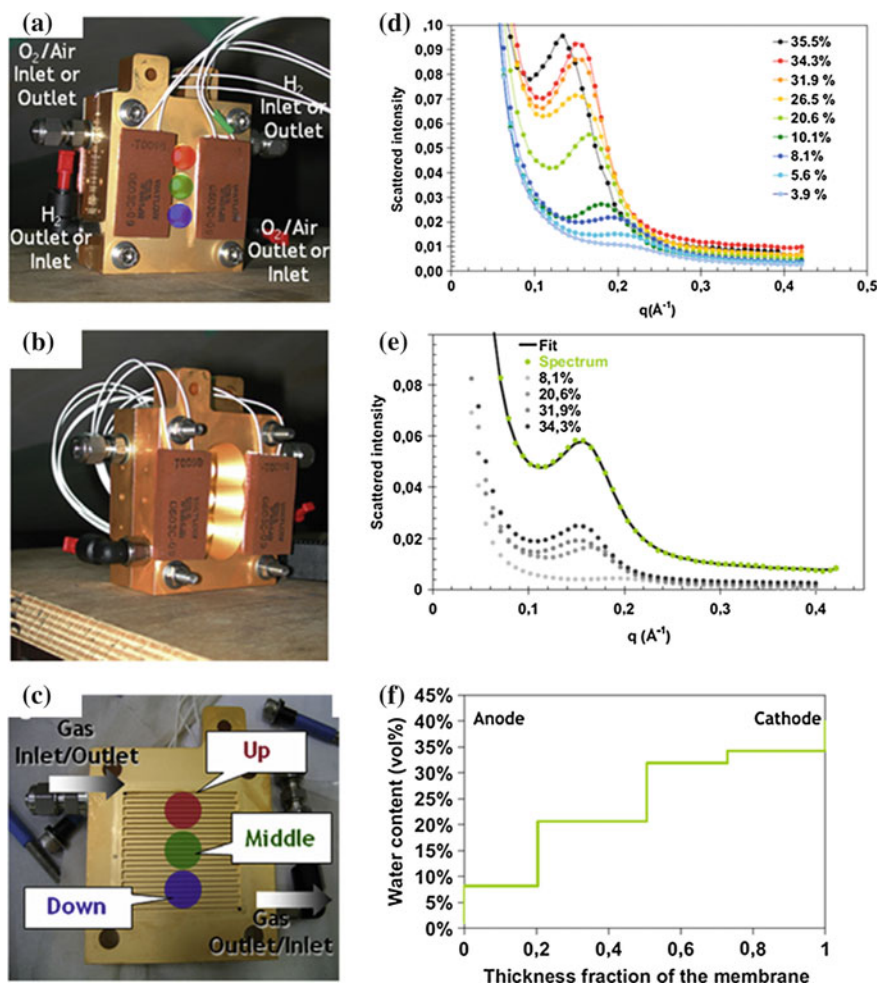 (a)
O₂/Air
Inlet or
Outlet
H₂
Inlet or
Outlet
H₂
Outlet or
Inlet
O₂/Air
Outlet or
Inlet
(b)
(c)
Gas
Inlet/Outlet
Up
Middle
Down
Gas
Outlet/Inlet
(d)
Scattered intensity
0,10
0,09
0,08
0,07
0,06
0,05
0,04
0,03
0,02
0,01
0,00
0
0,1
0,2
0,3
0,4
0,5
q(Å⁻¹)
35.5%
34.3%
31.9 %
26.5 %
20.6 %
10.1%
8.1%
5.6 %
3.9 %
(e)
Scattered intensity
0,08
0,06
0,04
0,02
0
0
0,1
0,2
0,3
0,4
q (Å⁻¹)
Fit
Spectrum
8,1%
20,6%
31,9%
34,3%
(f)
Water content (vol%)
45%
40%
35%
30%
25%
20%
15%
10%
5%
0%
Anode
Cathode
0
0,2
0,4
0,6
0,8
1
Thickness fraction of the membrane